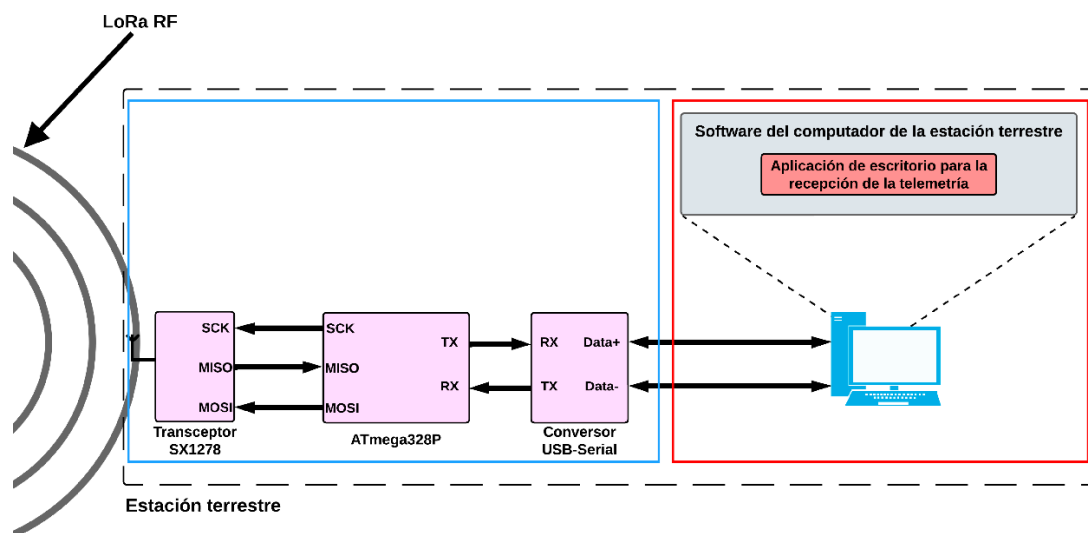 LoRa RF
Software del computador de la estación terrestre
Aplicación de escritorio para la
recepción de la telemetría
SCK
MISO
MOSI
Transceptor
SX1278
SCK
MISO
MOSI
TX
RX
ATmega328P
RX
TX
Data+
Data-
Conversor
USB-Serial
Estación terrestre